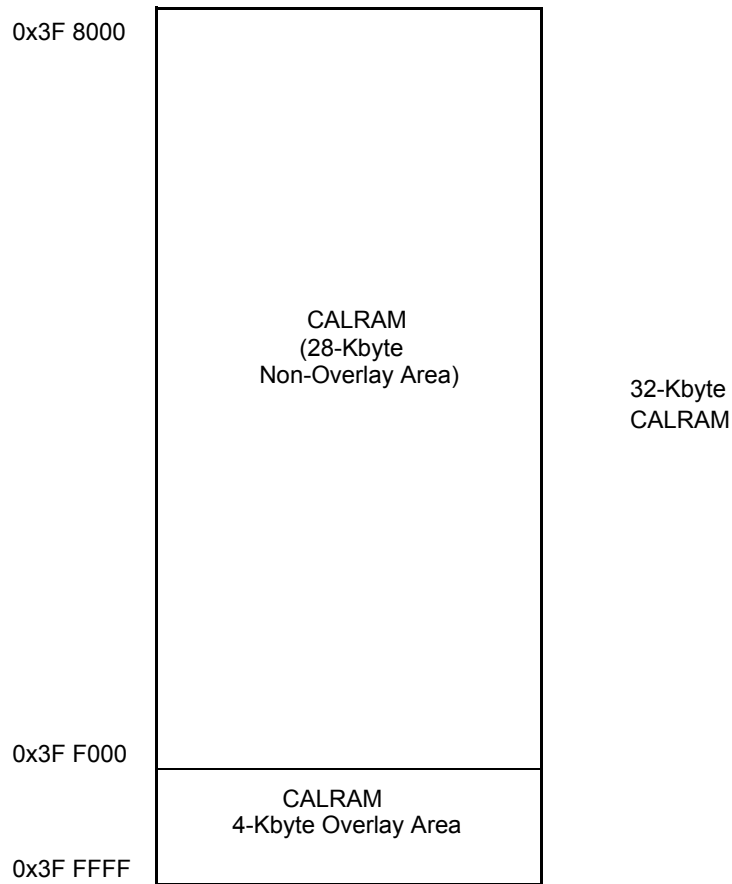 0x3F 8000
CALRAM
(28-Kbyte
Non-Overlay Area)
32-Kbyte
CALRAM
0x3F F000
CALRAM
4-Kbyte Overlay Area
0x3F FFFF